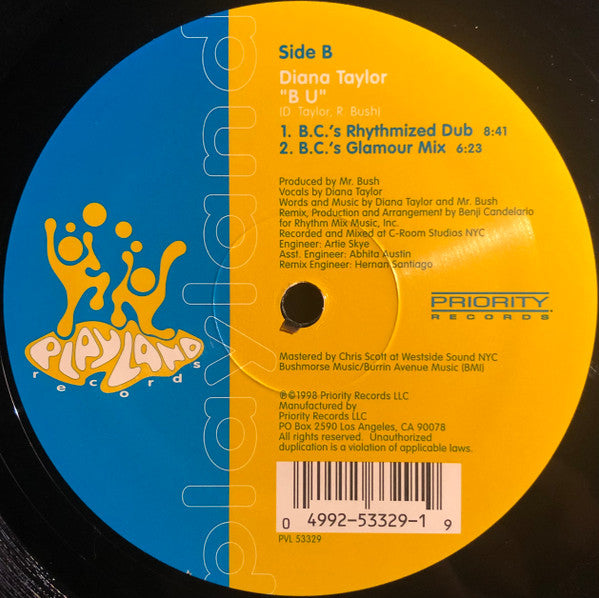 Side B
Diana Taylor
"B U"
(D. Taylor, R. Bush)
1. B.C.'s Rhythmized Dub 8:41
2. B.C.'s Glamour Mix 6:23
Produced by Mr. Bush
Vocals by Diana Taylor
Words and Music by Diana Taylor and Mr. Bush
Remix, Production and Arrangement by Benji Candelario
for Rhythm Mix Music, Inc.
Recorded and Mixed at C-Room Studios NYC
Engineer: Artie Skye
Asst. Engineer: Abhita Austin
Remix Engineer: Hernan Santiago
PLAYLAND
records
playland
PRIORITY
RECORDS
Mastered by Chris Scott at Westside Sound NYC
Bushmorse Music/Burrin Avenue Music (BMI)
℗©1998 Priority Records LLC
Manufactured by
Priority Records LLC
PO Box 2590 Los Angeles, CA 90078
All rights reserved. Unauthorized
duplication is a violation of applicable laws.
0 4992-53329-1 9
PVL 53329